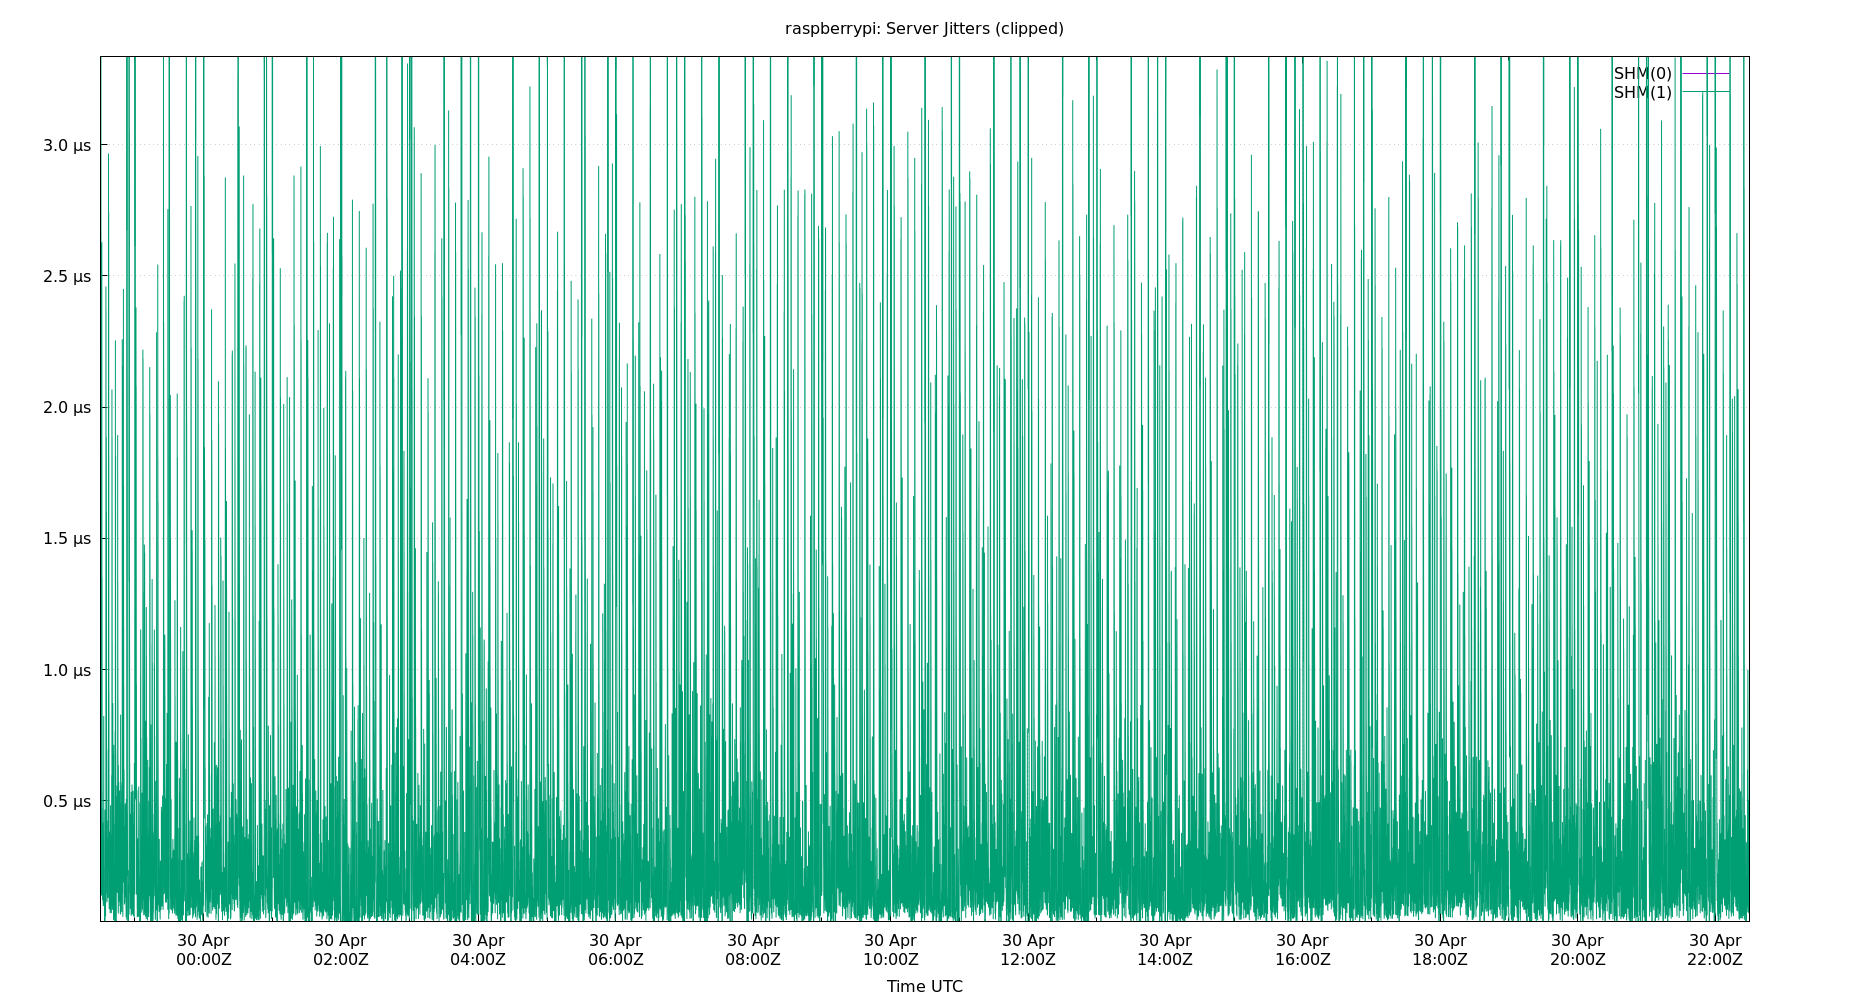 raspberrypi: Server Jitters (clipped)
SHM(0)
SHM(1)
3.0 µs
2.5 µs
2.0 µs
1.5 µs
1.0 µs
0.5 µs
30 Apr 30 Apr 30 Apr 30 Apr 30 Apr 30 Apr 30 Apr 30 Apr 30 Apr 30 Apr 30 Apr 30 Apr
00:00Z 02:00Z 04:00Z 06:00Z 08:00Z 10:00Z 12:00Z 14:00Z 16:00Z 18:00Z 20:00Z 22:00Z
Time UTC